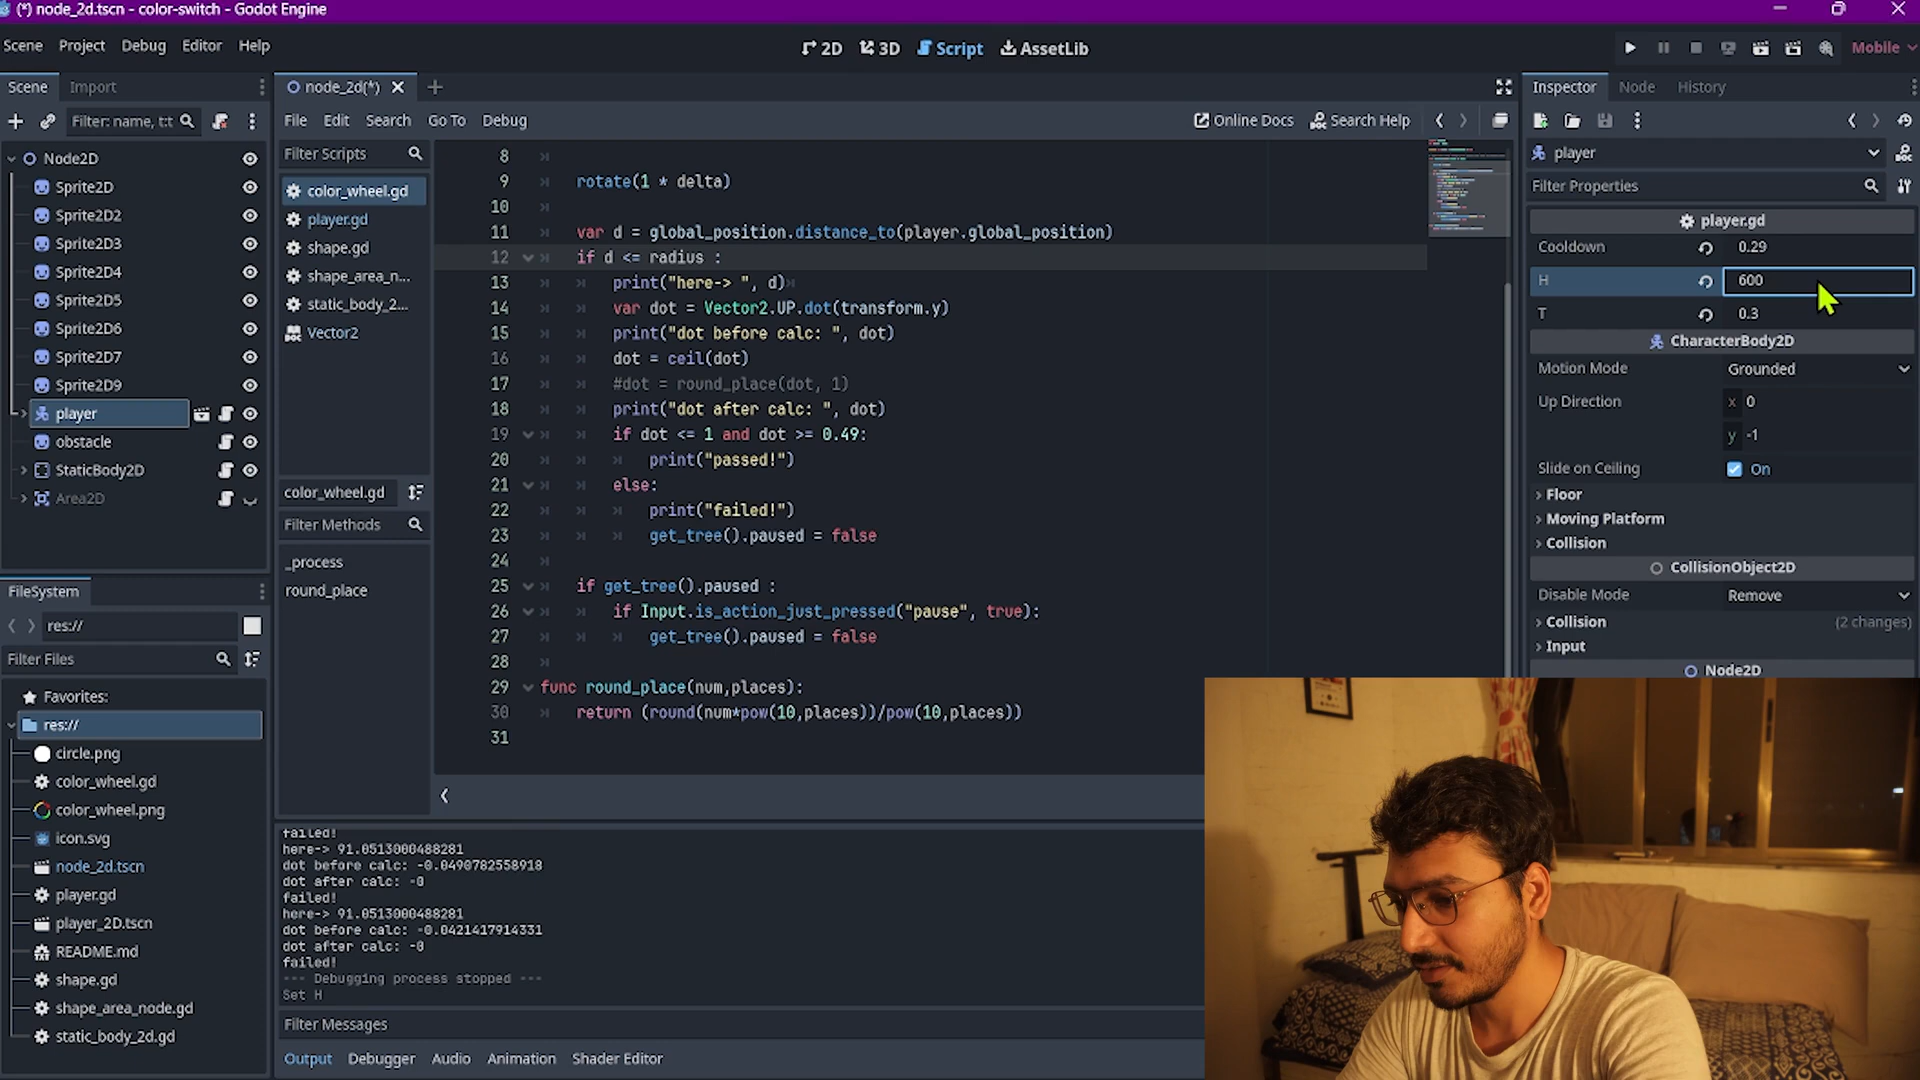 (*) node_2d.tscn - color-switch - Godot Engine
Scene Project Debug Editor Help
2D 3D Script AssetLib
Mobile
Scene Import
Filter: name, t:t
Node2D
Sprite2D
Sprite2D2
Sprite2D3
Sprite2D4
Sprite2D5
Sprite2D6
Sprite2D7
Sprite2D9
player
obstacle
StaticBody2D
Area2D
FileSystem
res://
Filter Files
Favorites:
res://
circle.png
color_wheel.gd
color_wheel.png
icon.svg
node_2d.tscn
player.gd
player_2D.tscn
README.md
shape.gd
shape_area_node.gd
static_body_2d.gd
node_2d(*)
File Edit Search Go To Debug
Online Docs Search Help
Filter Scripts
color_wheel.gd
player.gd
shape.gd
shape_area_n...
static_body_2...
Vector2
color_wheel.gd
Filter Methods
_process
round_place
8
9 rotate(1 * delta)
10
11 var d = global_position.distance_to(player.global_position)
12 if d <= radius :
13 print("here-> ", d)
14 var dot = Vector2.UP.dot(transform.y)
15 print("dot before calc: ", dot)
16 dot = ceil(dot)
17 #dot = round_place(dot, 1)
18 print("dot after calc: ", dot)
19 if dot <= 1 and dot >= 0.49:
20 print("passed!")
21 else:
22 print("failed!")
23 get_tree().paused = false
24
25 if get_tree().paused :
26 if Input.is_action_just_pressed("pause", true):
27 get_tree().paused = false
28
29 func round_place(num,places):
30 return (round(num*pow(10,places))/pow(10,places))
31
failed!
here-> 91.0513000488281
dot before calc: -0.0490782558918
dot after calc: -0
failed!
here-> 91.0513000488281
dot before calc: -0.0421417914331
dot after calc: -0
failed!
--- Debugging process stopped ---
Set H
Filter Messages
Output Debugger Audio Animation Shader Editor
Inspector Node History
player
Filter Properties
player.gd
Cooldown 0.29
H 600
T 0.3
CharacterBody2D
Motion Mode Grounded
Up Direction x 0
y -1
Slide on Ceiling On
Floor
Moving Platform
Collision
CollisionObject2D
Disable Mode Remove
Collision (2 changes)
Input
Node2D